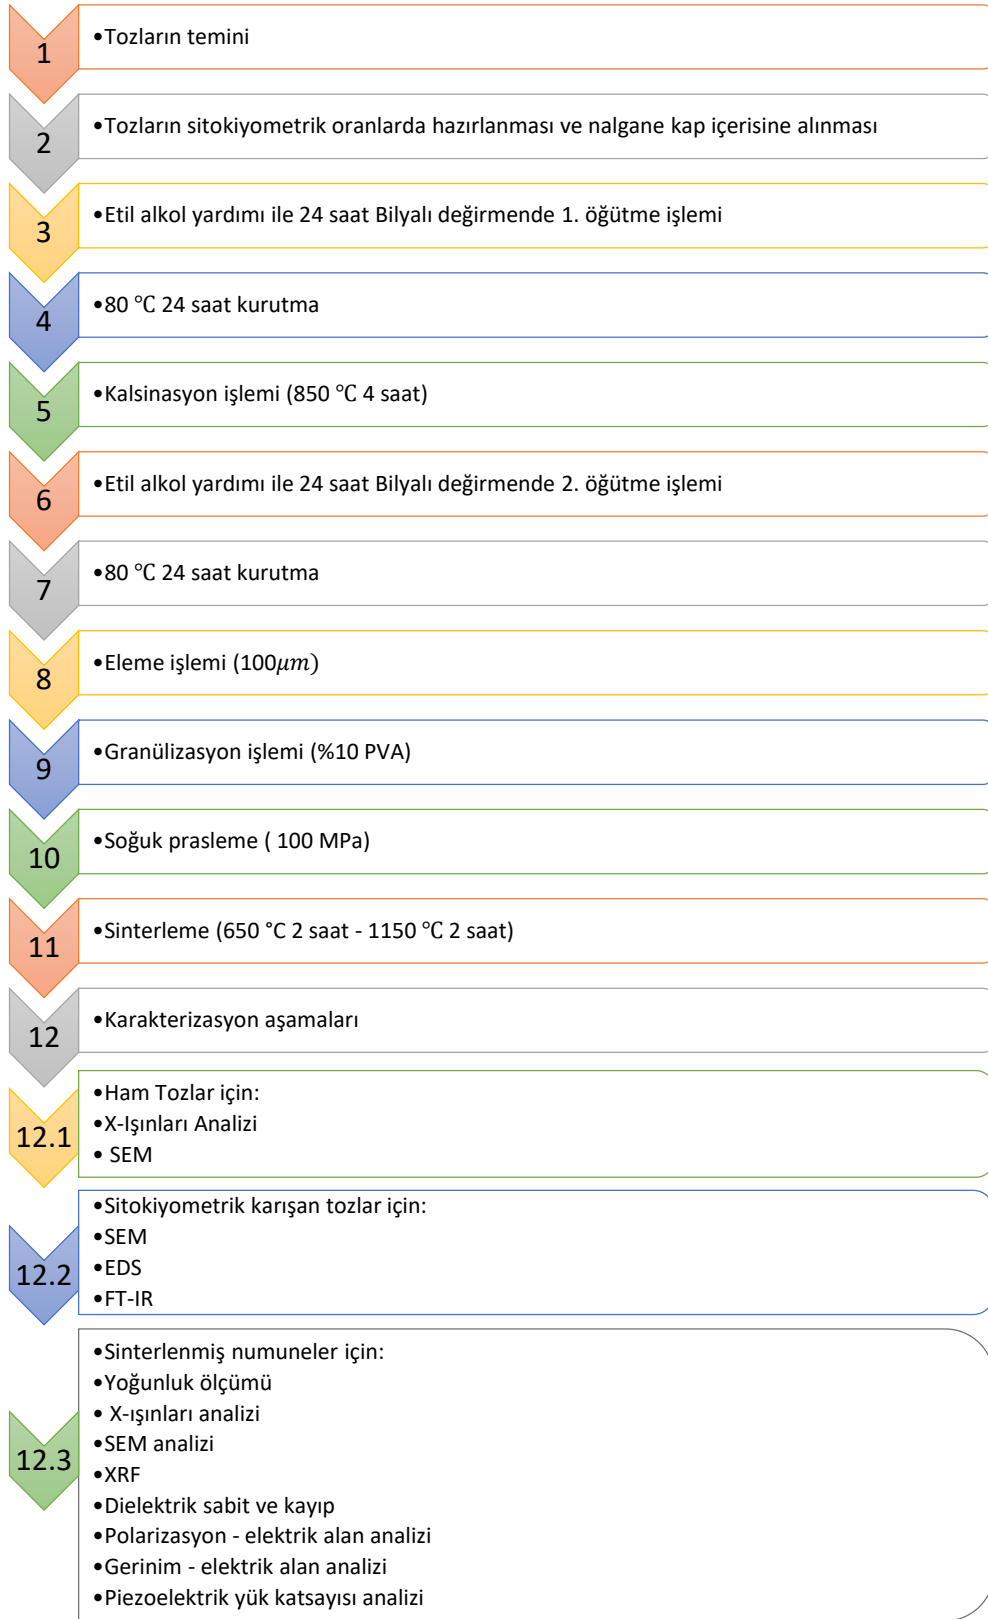 1
•Tozların temini
2
•Tozların sitokiyometrik oranlarda hazırlanması ve nalgane kap içerisine alınması
3
•Etil alkol yardımı ile 24 saat Bilyalı değirmende 1. öğütme işlemi
4
•80 °C 24 saat kurutma
5
•Kalsinasyon işlemi (850 °C 4 saat)
6
•Etil alkol yardımı ile 24 saat Bilyalı değirmende 2. öğütme işlemi
7
•80 °C 24 saat kurutma
8
•Eleme işlemi (100μm)
9
•Granülizasyon işlemi (%10 PVA)
10
•Soğuk prasleme ( 100 MPa)
11
•Sinterleme (650 °C 2 saat - 1150 °C 2 saat)
12
•Karakterizasyon aşamaları
12.1
•Ham Tozlar için:
•X-Işınları Analizi
• SEM
12.2
•Sitokiyometrik karışan tozlar için:
•SEM
•EDS
•FT-IR
12.3
•Sinterlenmiş numuneler için:
•Yoğunluk ölçümü
• X-ışınları analizi
•SEM analizi
•XRF
•Dielektrik sabit ve kayıp
•Polarizasyon - elektrik alan analizi
•Gerinim - elektrik alan analizi
•Piezoelektrik yük katsayısı analizi